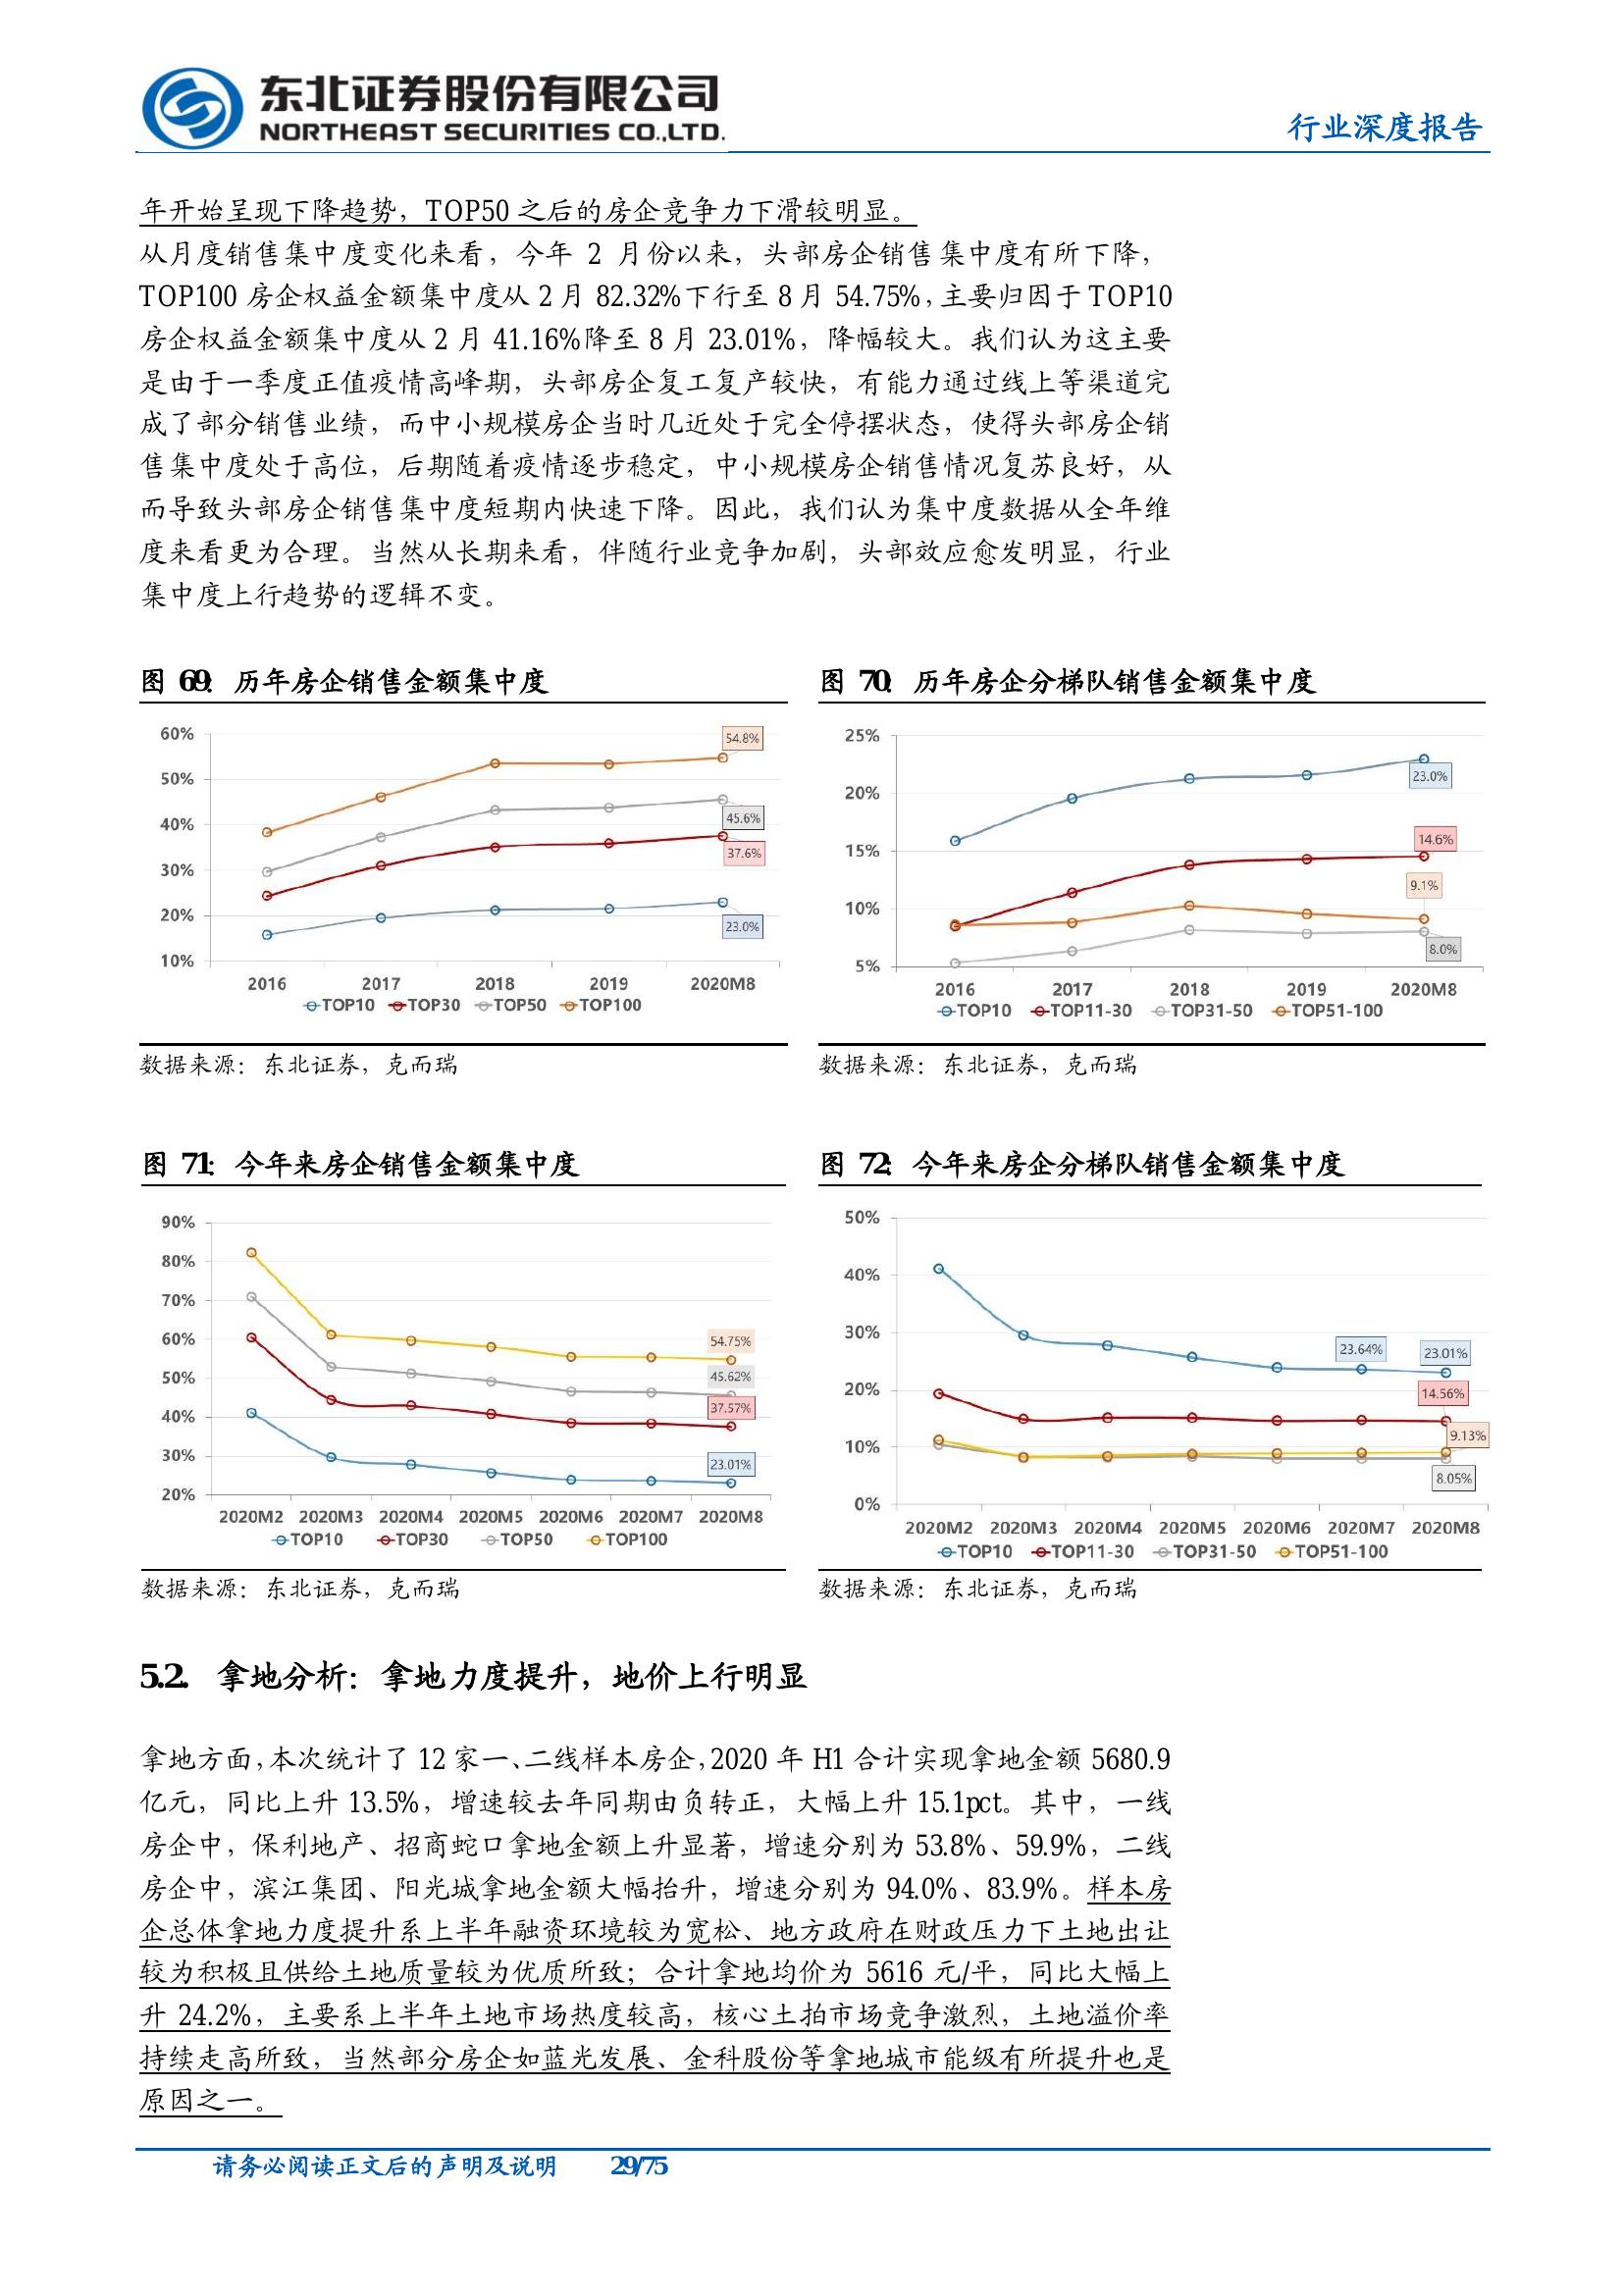 东北证券股份有限公司
NORTHEAST SECURITIES CO.,LTD.
行业深度报告
年开始呈现下降趋势，TOP50 之后的房企竞争力下滑较明显。
从月度销售集中度变化来看，今年 2 月份以来，头部房企销售集中度有所下降，
TOP100 房企权益金额集中度从 2 月 82.32%下行至 8 月 54.75%，主要归因于 TOP10
房企权益金额集中度从 2 月 41.16%降至 8 月 23.01%，降幅较大。我们认为这主要
是由于一季度正值疫情高峰期，头部房企复工复产较快，有能力通过线上等渠道完
成了部分销售业绩，而中小规模房企当时几近处于完全停摆状态，使得头部房企销
售集中度处于高位，后期随着疫情逐步稳定，中小规模房企销售情况复苏良好，从
而导致头部房企销售集中度短期内快速下降。因此，我们认为集中度数据从全年维
度来看更为合理。当然从长期来看，伴随行业竞争加剧，头部效应愈发明显，行业
集中度上行趋势的逻辑不变。
图 69：历年房企销售金额集中度
60%
50%
40%
30%
20%
10%
54.8%
45.6%
37.6%
23.0%
2016 2017 2018 2019 2020M8
TOP10 TOP30 TOP50 TOP100
数据来源：东北证券，克而瑞
图 70：历年房企分梯队销售金额集中度
25%
20%
15%
10%
5%
23.0%
14.6%
9.1%
8.0%
2016 2017 2018 2019 2020M8
TOP10 TOP11-30 TOP31-50 TOP51-100
数据来源：东北证券，克而瑞
图 71：今年来房企销售金额集中度
90%
80%
70%
60%
50%
40%
30%
20%
54.75%
45.62%
37.57%
23.01%
2020M2 2020M3 2020M4 2020M5 2020M6 2020M7 2020M8
TOP10 TOP30 TOP50 TOP100
数据来源：东北证券，克而瑞
图 72：今年来房企分梯队销售金额集中度
50%
40%
30%
20%
10%
0%
23.64% 23.01%
14.56%
9.13%
8.05%
2020M2 2020M3 2020M4 2020M5 2020M6 2020M7 2020M8
TOP10 TOP11-30 TOP31-50 TOP51-100
数据来源：东北证券，克而瑞
5.2. 拿地分析：拿地力度提升，地价上行明显
拿地方面，本次统计了 12 家一、二线样本房企，2020 年 H1 合计实现拿地金额 5680.9
亿元，同比上升 13.5%，增速较去年同期由负转正，大幅上升 15.1pct。其中，一线
房企中，保利地产、招商蛇口拿地金额上升显著，增速分别为 53.8%、59.9%，二线
房企中，滨江集团、阳光城拿地金额大幅抬升，增速分别为 94.0%、83.9%。样本房
企总体拿地力度提升系上半年融资环境较为宽松、地方政府在财政压力下土地出让
较为积极且供给土地质量较为优质所致；合计拿地均价为 5616 元/平，同比大幅上
升 24.2%，主要系上半年土地市场热度较高，核心土拍市场竞争激烈，土地溢价率
持续走高所致，当然部分房企如蓝光发展、金科股份等拿地城市能级有所提升也是
原因之一。
请务必阅读正文后的声明及说明 29/75